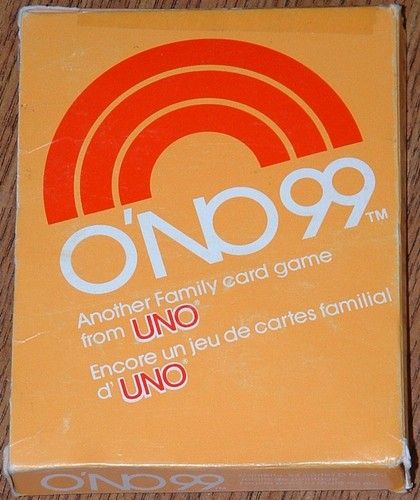 O'NO 99™
Another Family card game
from UNO®
Encore un jeu de cartes familial
d'UNO®
O'NO 99